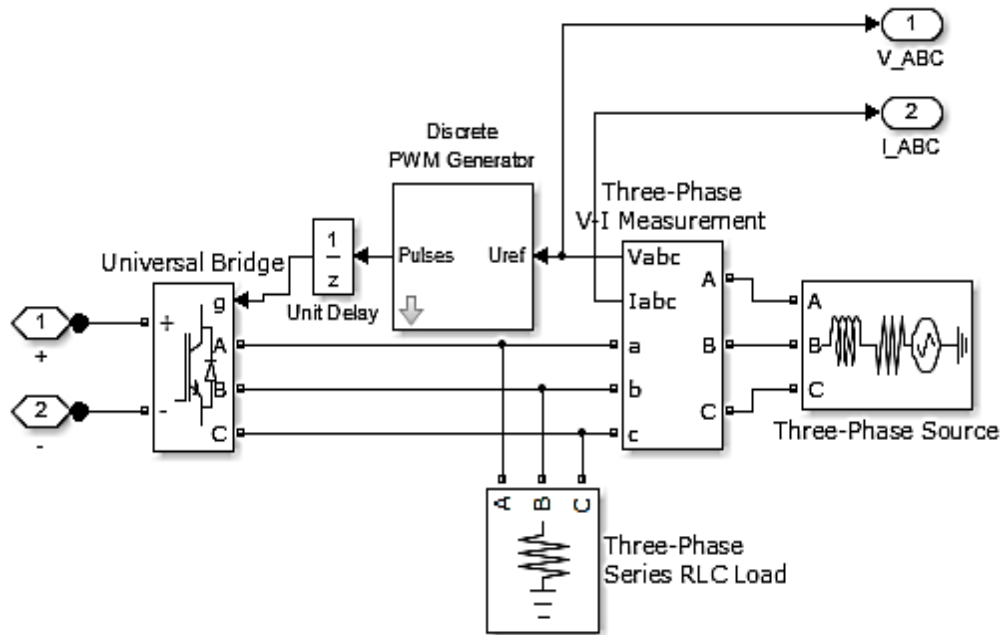 1
V_ABC
2
I_ABC
Discrete
PWM Generator
Three-Phase
V-I Measurement
Universal Bridge
1
z
Unit Delay
Pulses
Uref
Vabc
Iabc
A
B
C
a
b
c
A
B
C
Three-Phase Source
g
+
-
A
B
C
1
+
2
-
A
B
C
Three-Phase
Series RLC Load